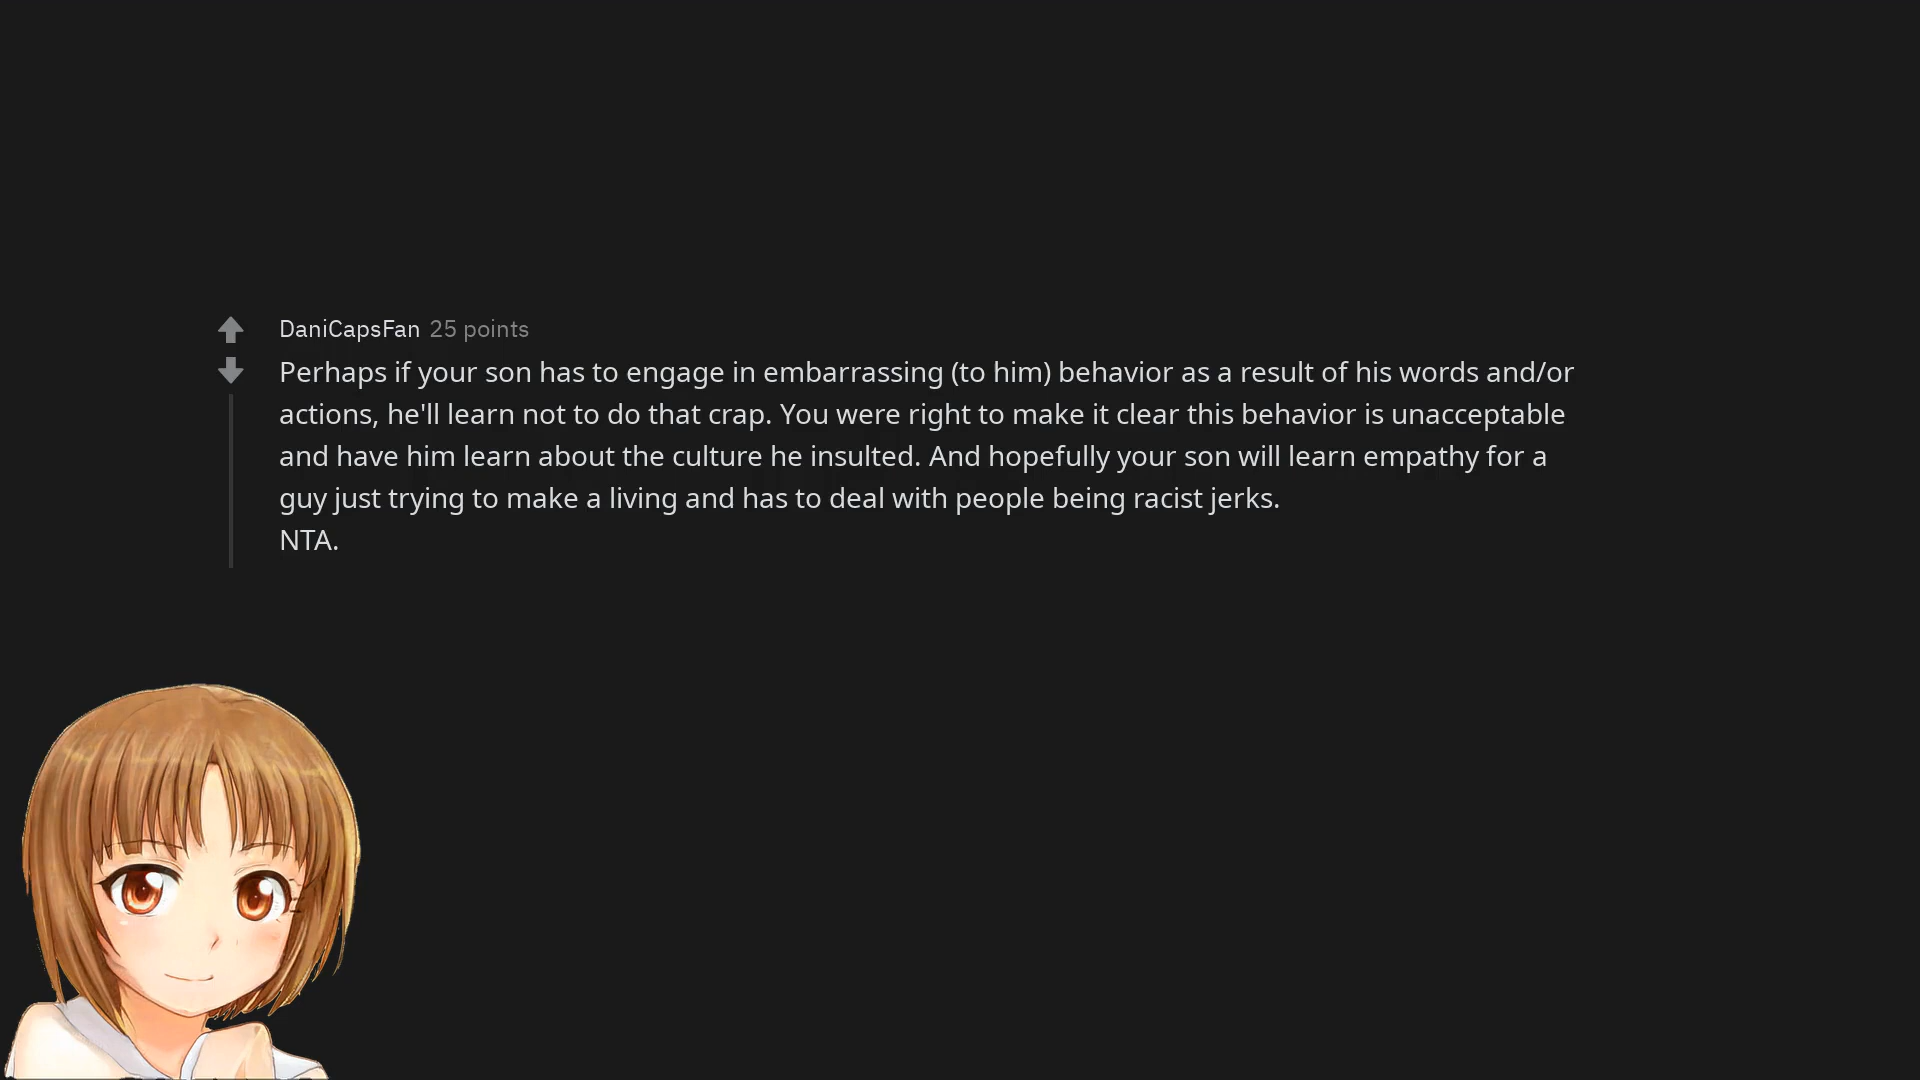 DaniCapsFan 25 points
Perhaps if your son has to engage in embarrassing (to him) behavior as a result of his words and/or
actions, he'll learn not to do that crap. You were right to make it clear this behavior is unacceptable
and have him learn about the culture he insulted. And hopefully your son will learn empathy for a
guy just trying to make a living and has to deal with people being racist jerks.
NTA.